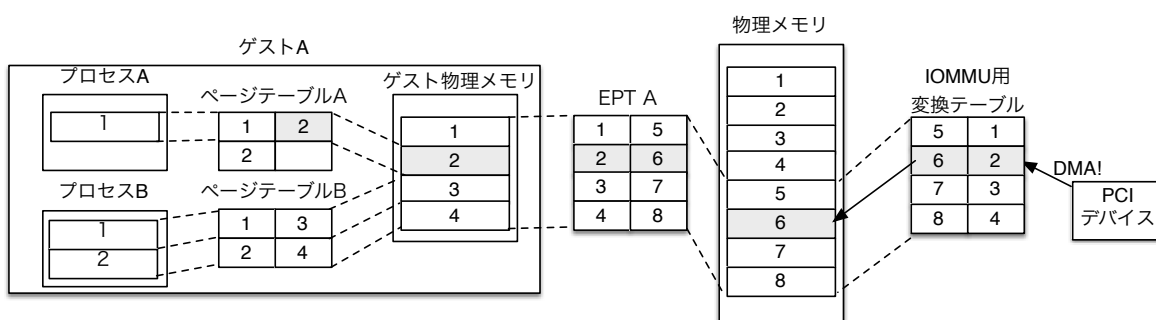 物理メモリ
ゲストA
プロセスA
1
ページテーブルA
1 2
2
プロセスB
1
2
ページテーブルB
1 3
2 4
ゲスト物理メモリ
1
2
3
4
EPT A
1 5
2 6
3 7
4 8
1
2
3
4
5
6
7
8
IOMMU用
変換テーブル
5 1
6 2
7 3
8 4
DMA!
PCI
デバイス